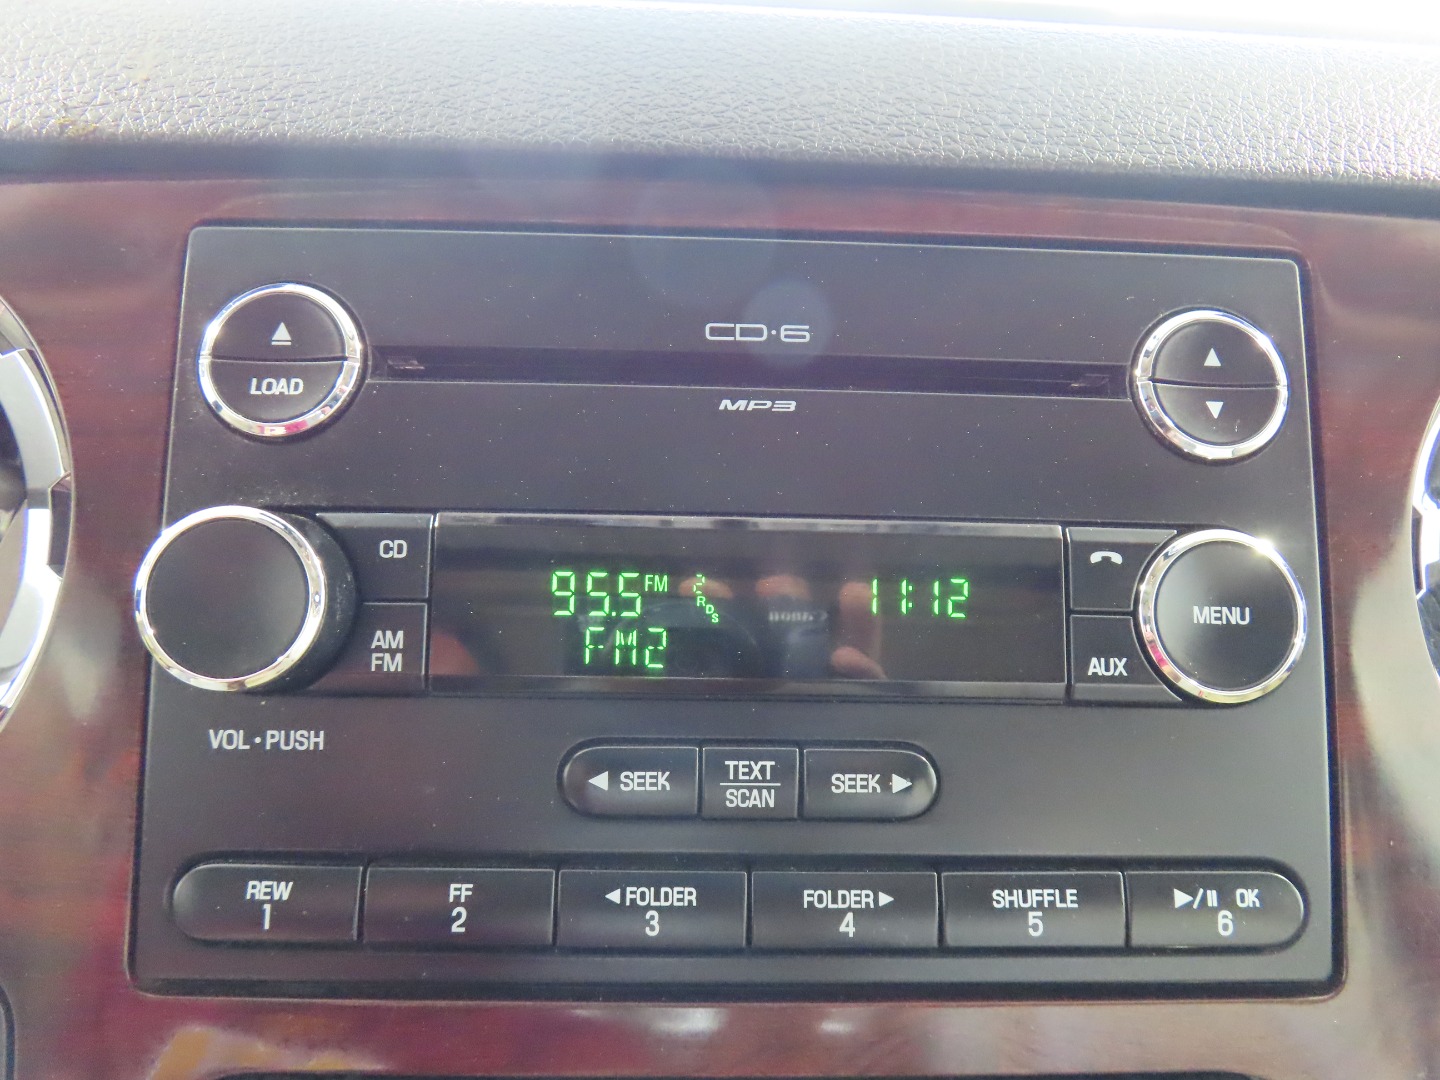 CD·6
LOAD
MP3
CD
AM
FM
95.5 FM 2 RDS 11:12
FM2
MENU
AUX
VOL·PUSH
◀ SEEK
TEXT
SCAN
SEEK ▶
REW
1
FF
2
◀ FOLDER
3
FOLDER ▶
4
SHUFFLE
5
▶/II OK
6